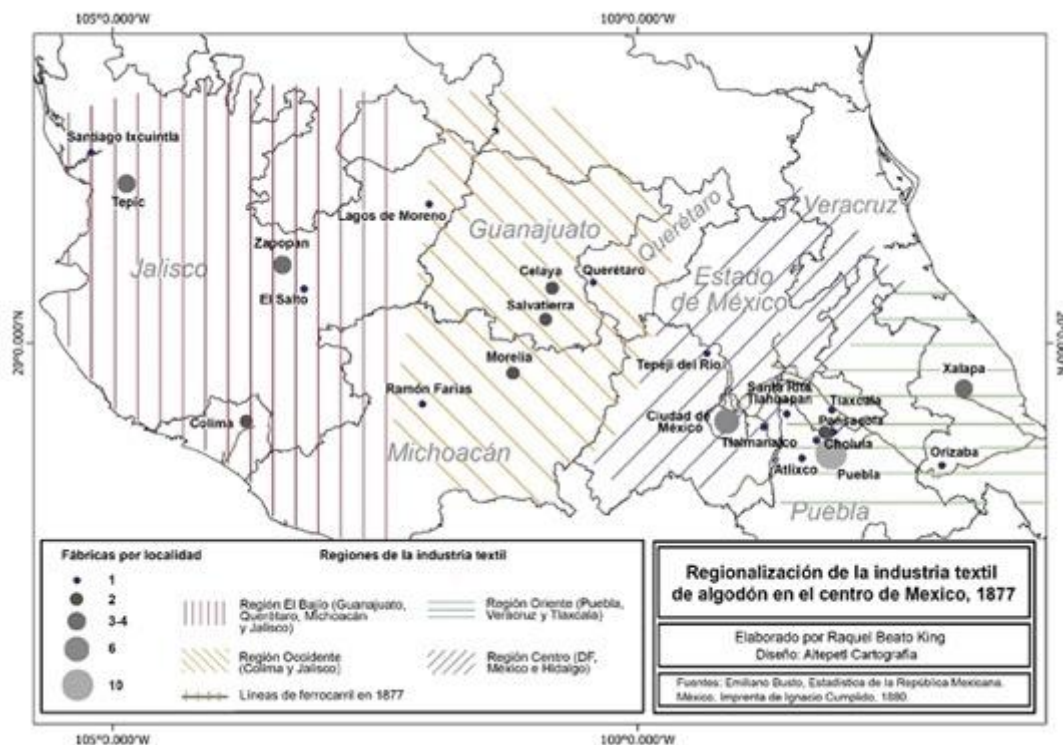 105°0.000'W
100°0.000'W
20°0.000'N
20°0.000'N
Santiago Ixcuintla
Tepic
Lagos de Moreno
Zapopan
Jalisco
El Salto
Colima
Guanajuato
Querétaro
Celaya
Querétaro
Salvatierra
Morelia
Ramón Farias
Michoacán
Veracruz
Estado
de México
Tepeji del Río
Santa Rita
Tlahuapan
Tlaxcala
Xalapa
Ciudad de
México
Panzacola
Tlalmanalco
Cholula
Atlixco
Puebla
Orizaba
Puebla
Fábricas por localidad
1
2
3-4
6
10
Regiones de la industria textil
Región El Bajío (Guanajuato,
Querétaro, Michoacán
y Jalisco)
Región Oriente (Puebla,
Veracruz y Tlaxcala)
Región Occidente
(Colima y Jalisco)
Región Centro (DF,
México e Hidalgo)
Líneas de ferrocarril en 1877
Regionalización de la industria textil
de algodón en el centro de Mexico, 1877
Elaborado por Raquel Beato King
Diseño: Altepetl Cartografía
Fuentes: Emiliano Busto, Estadística de la República Mexicana.
México, Imprenta de Ignacio Cumplido, 1880.
105°0.000'W
100°0.000'W